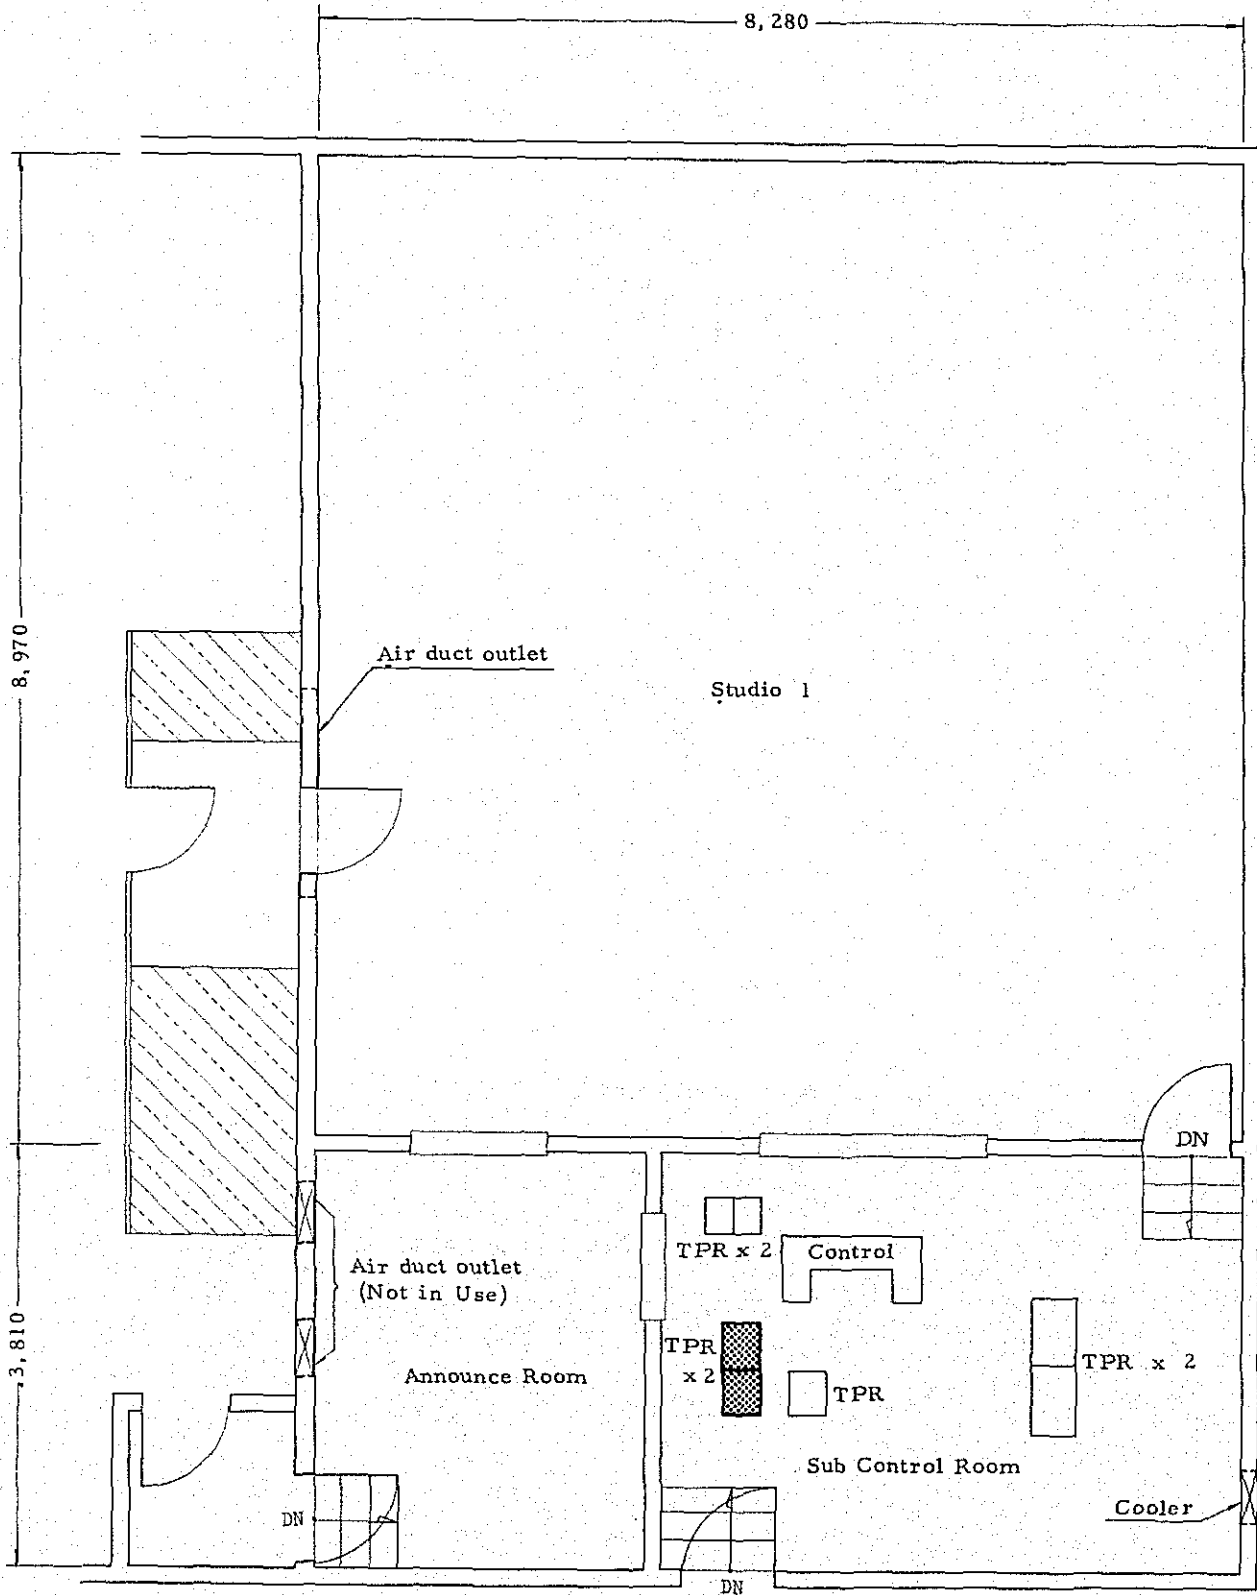 8,280
8,970
Air duct outlet
Studio 1
DN
TPR x 2
Control
Air duct outlet
(Not in Use)
3,810
TPR
x 2
TPR x 2
Announce Room
TPR
Sub Control Room
Cooler
DN
DN